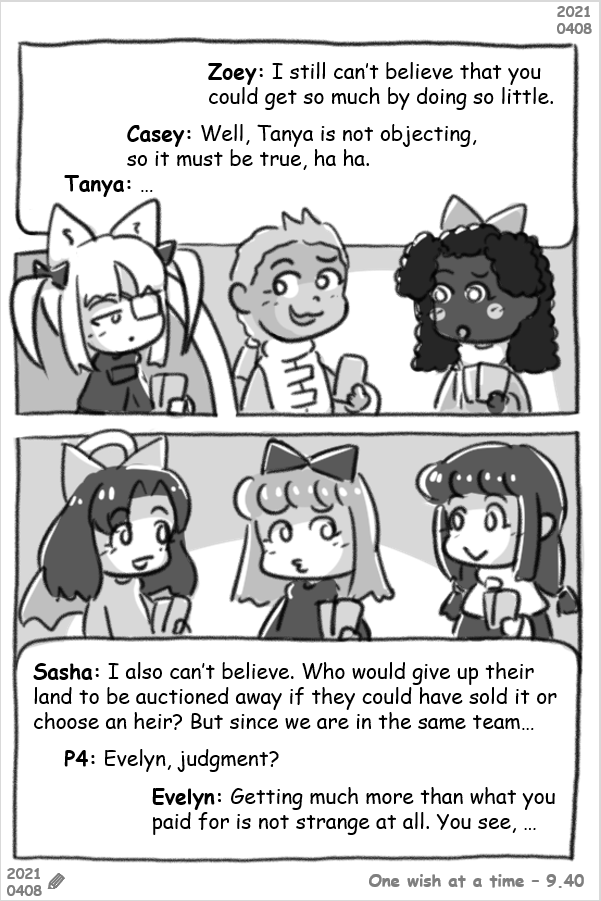 2021
0408
Zoey: I still can't believe that you
could get so much by doing so little.
Casey: Well, Tanya is not objecting,
so it must be true, ha ha.
Tanya: ...
Sasha: I also can't believe. Who would give up their
land to be auctioned away if they could have sold it or
choose an heir? But since we are in the same team...
P4: Evelyn, judgment?
Evelyn: Getting much more than what you
paid for is not strange at all. You see, ...
2021
0408
One wish at a time – 9.40